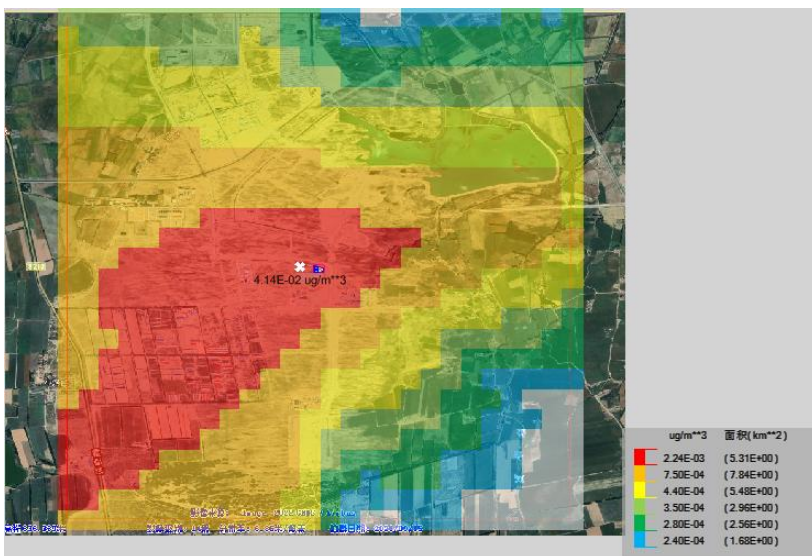 4.14E-02 ug/m**3
ug/m**3 面积(km**2)
2.24E-03 (5.31E+00)
7.50E-04 (7.84E+00)
4.40E-04 (5.48E+00)
3.50E-04 (2.96E+00)
2.80E-04 (2.56E+00)
2.40E-04 (1.68E+00)